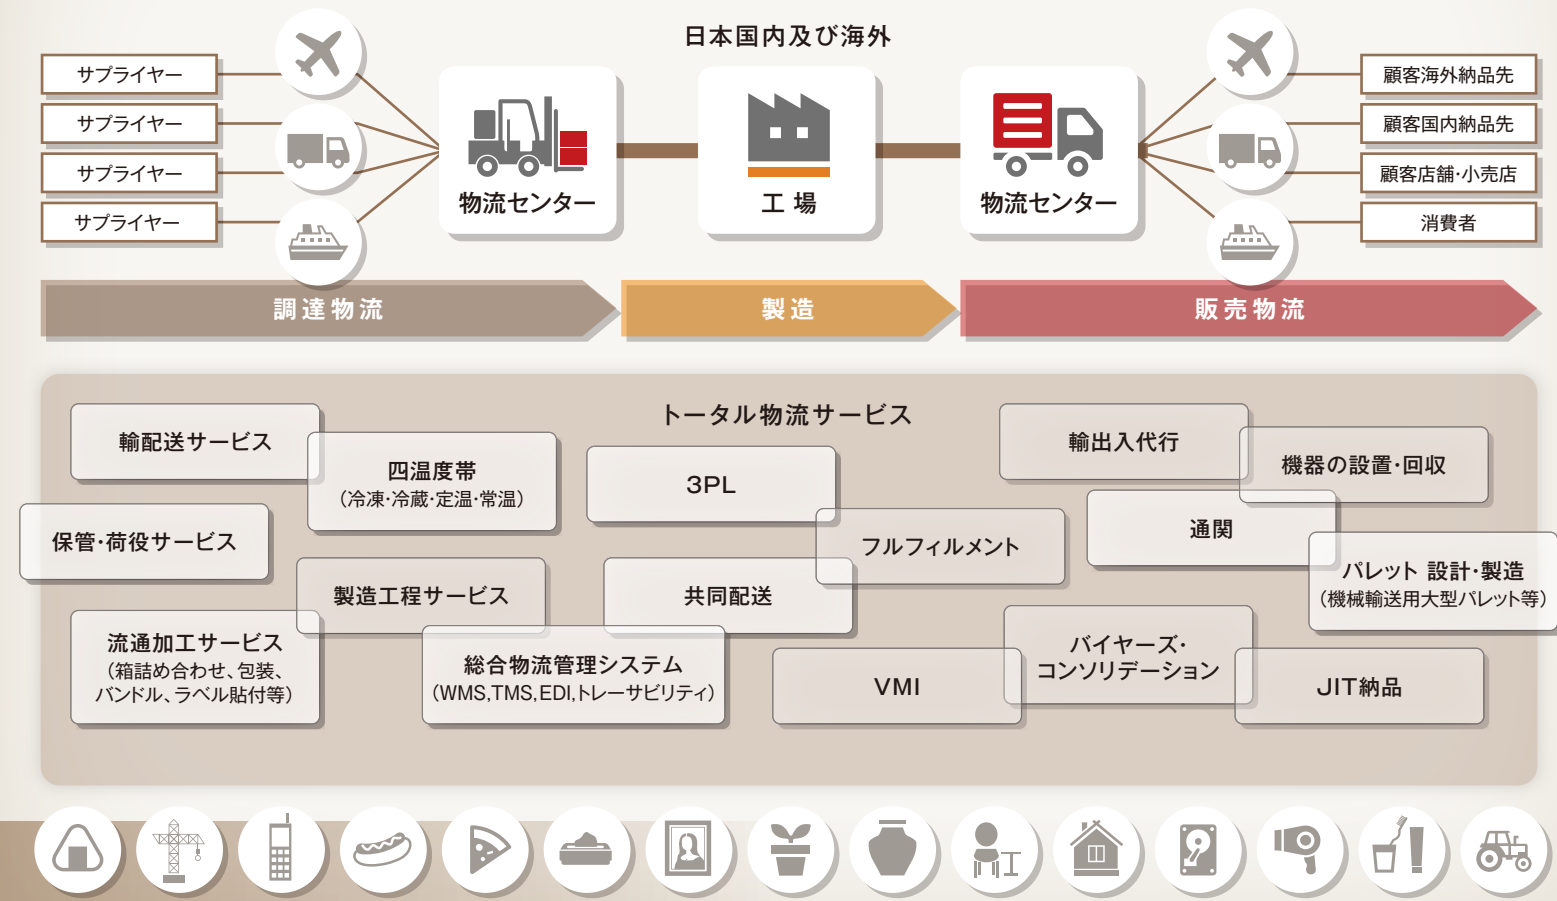 日本国内及び海外
サプライヤー
サプライヤー
サプライヤー
サプライヤー
物流センター
工場
物流センター
顧客海外納品先
顧客国内納品先
顧客店舗・小売店
消費者
調達物流
製造
販売物流
トータル物流サービス
輸配送サービス
四温度帯
（冷凍・冷蔵・定温・常温）
3PL
輸出入代行
機器の設置・回収
保管・荷役サービス
フルフィルメント
通関
パレット 設計・製造
（機械輸送用大型パレット等）
製造工程サービス
共同配送
流通加工サービス
（箱詰め合わせ、包装、
バンドル、ラベル貼付等）
総合物流管理システム
（WMS,TMS,EDI,トレーサビリティ）
VMI
バイヤーズ・
コンソリデーション
JIT納品